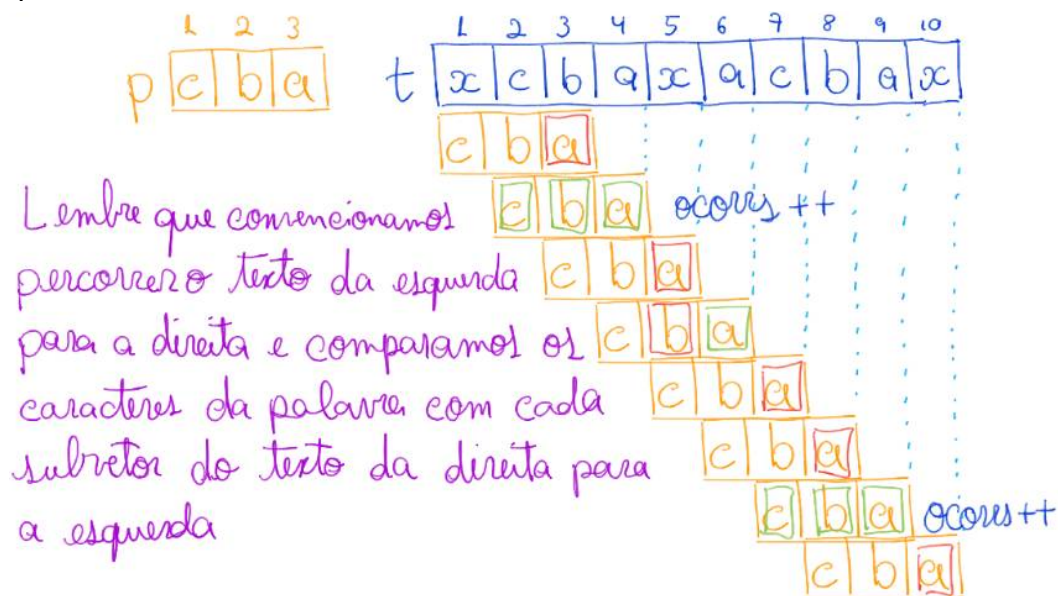 1 2 3 1 2 3 4 5 6 7 8 9 10
p c b a t x c b a x a c b a x
c b a
Lembre que convencionamos c b a ocorrs ++
percorrer o texto da esquerda c b a
para a direita e comparamos os c b a
caracteres da palavra com cada c b a
subvetor do texto da direita para c b a
a esquerda c b a ocorrs ++
c b a